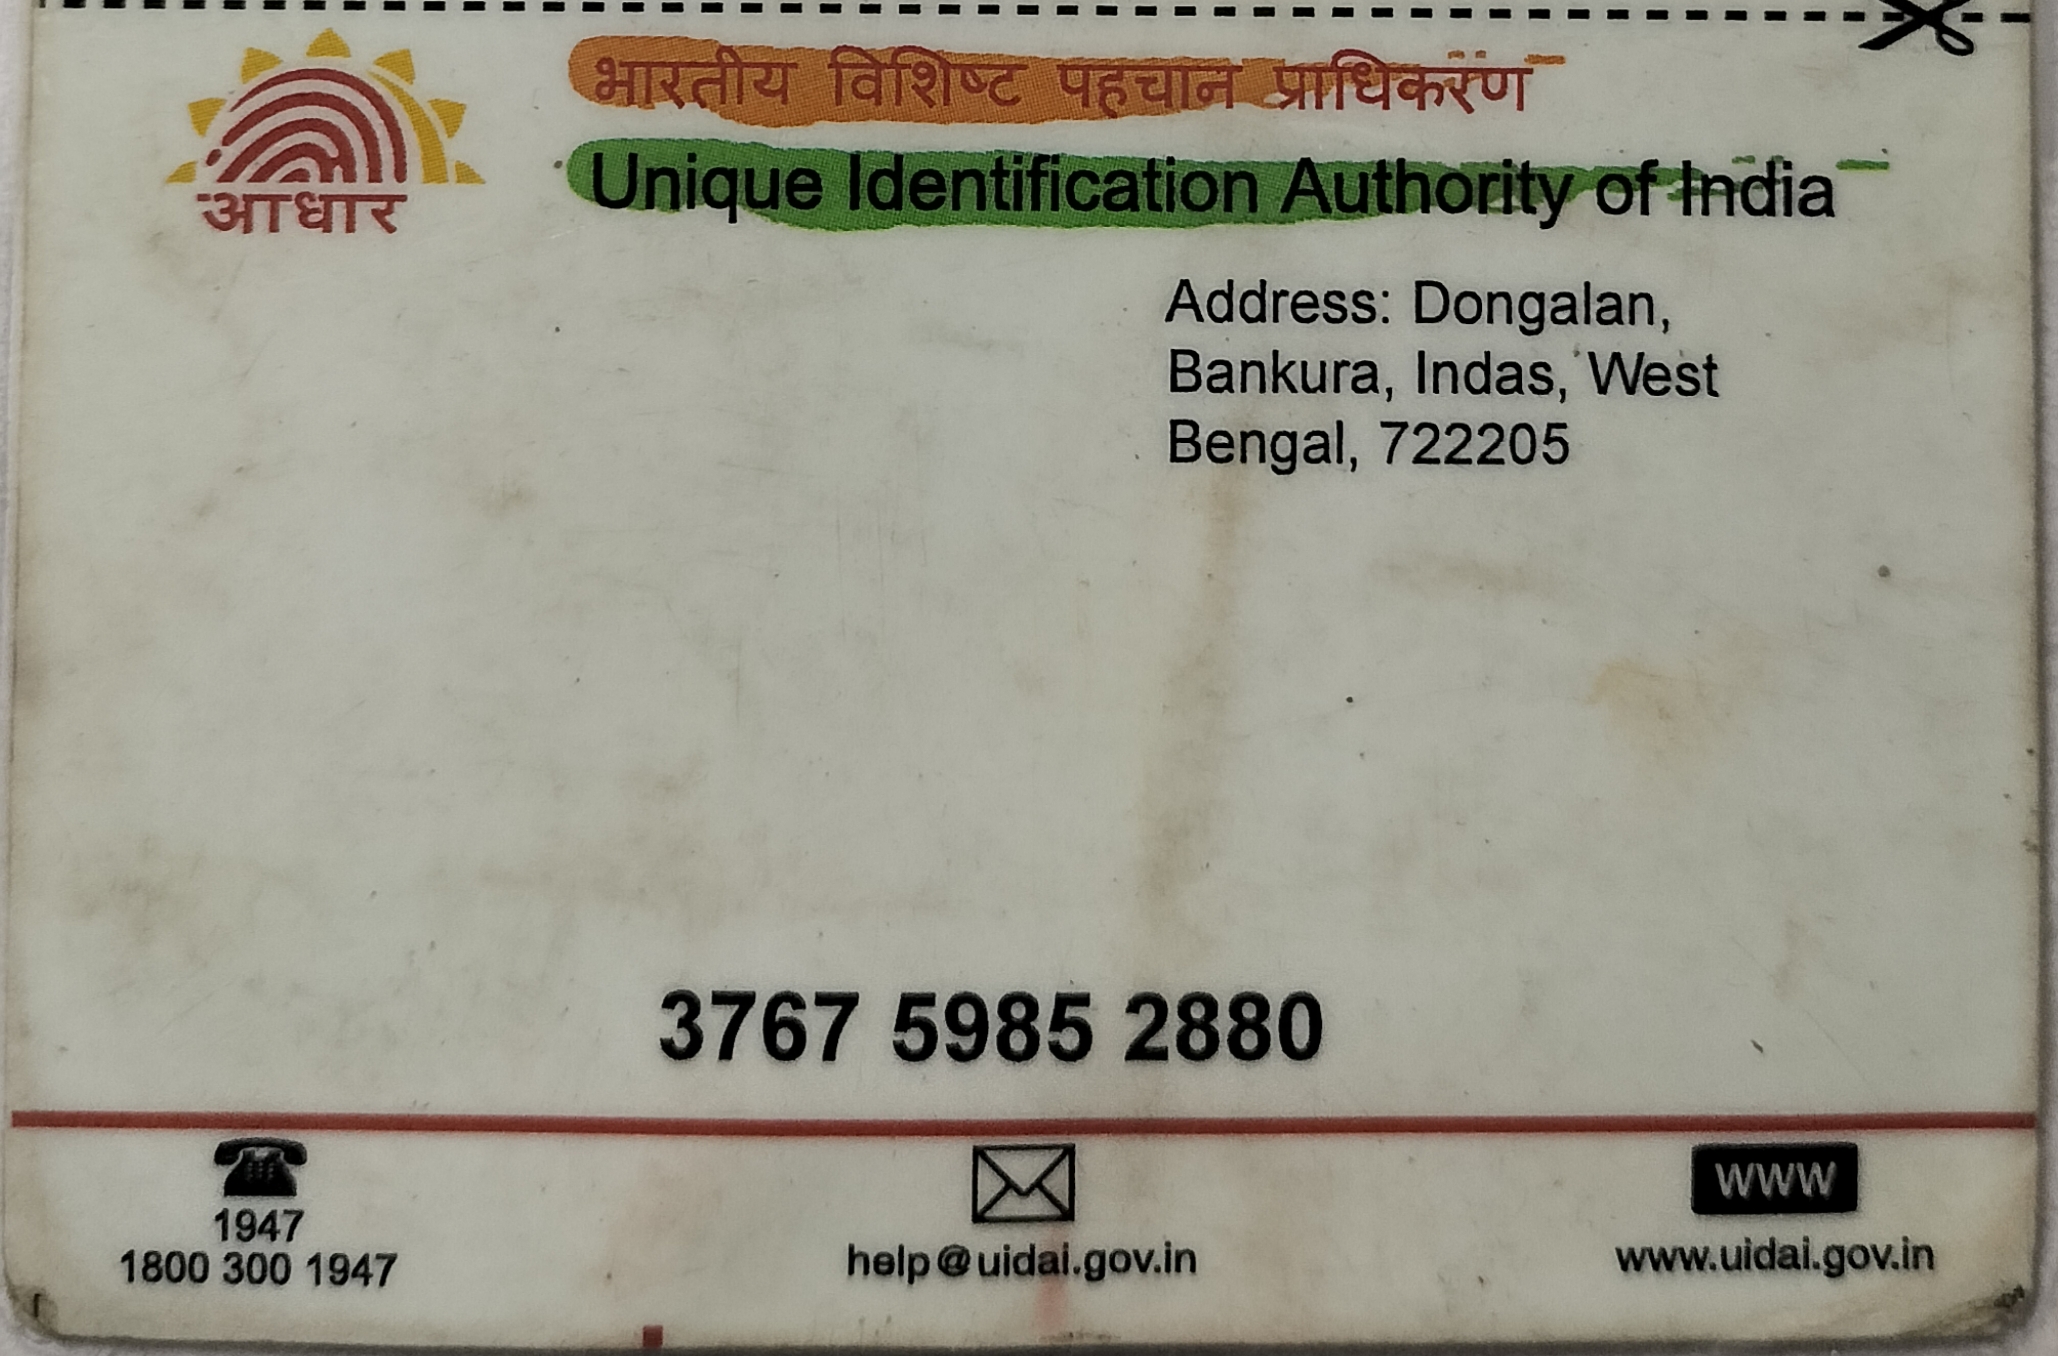 भारतीय विशिष्ट पहचान प्राधिकरण
Unique Identification Authority of India
आधार
Address: Dongalan,
Bankura, Indas, West
Bengal, 722205
3767 5985 2880
1947
1800 300 1947
help@uidai.gov.in
WWW
www.uidai.gov.in